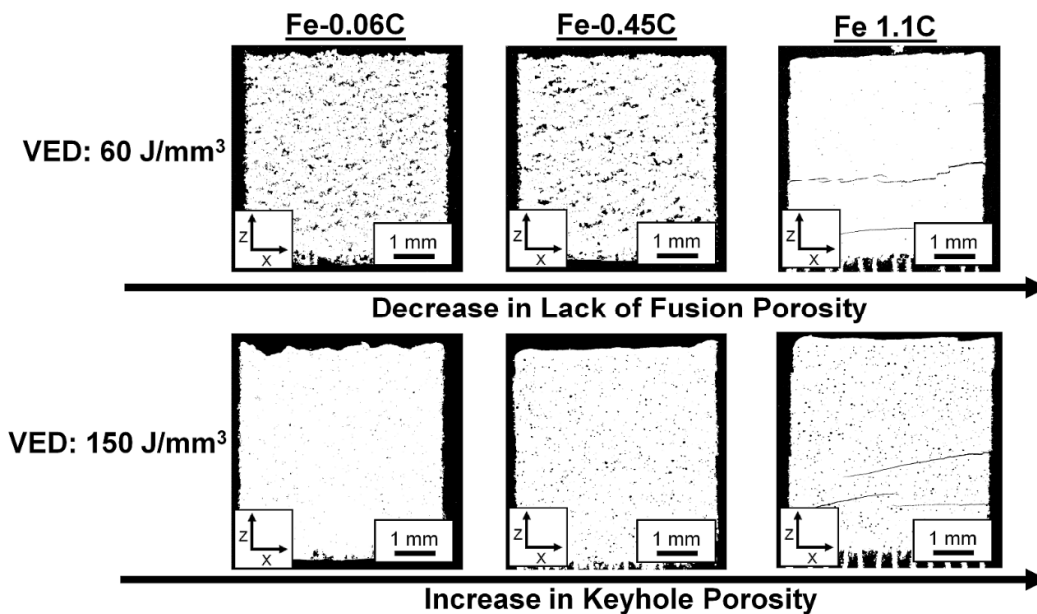 Fe-0.06C
Fe-0.45C
Fe 1.1C
VED: 60 J/mm³
z
x
1 mm
z
x
1 mm
z
x
1 mm
Decrease in Lack of Fusion Porosity
VED: 150 J/mm³
z
x
1 mm
z
x
1 mm
z
x
1 mm
Increase in Keyhole Porosity